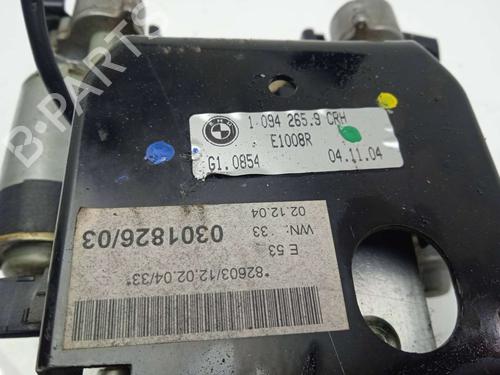 BMW
1 094 265.9 CRH
E1008R
G1.0854 04.11.04
0301826/03
02.12.04
WN: 33
E 53
*82603/12.02.04/33*